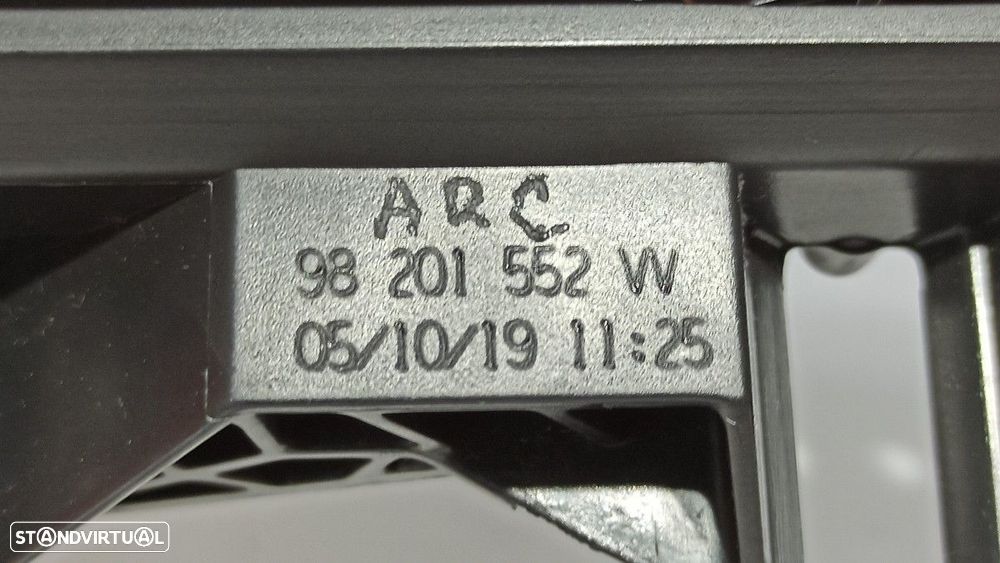 ARC
98 201 552 W
05/10/19 11:25
STANDVIRTUAL